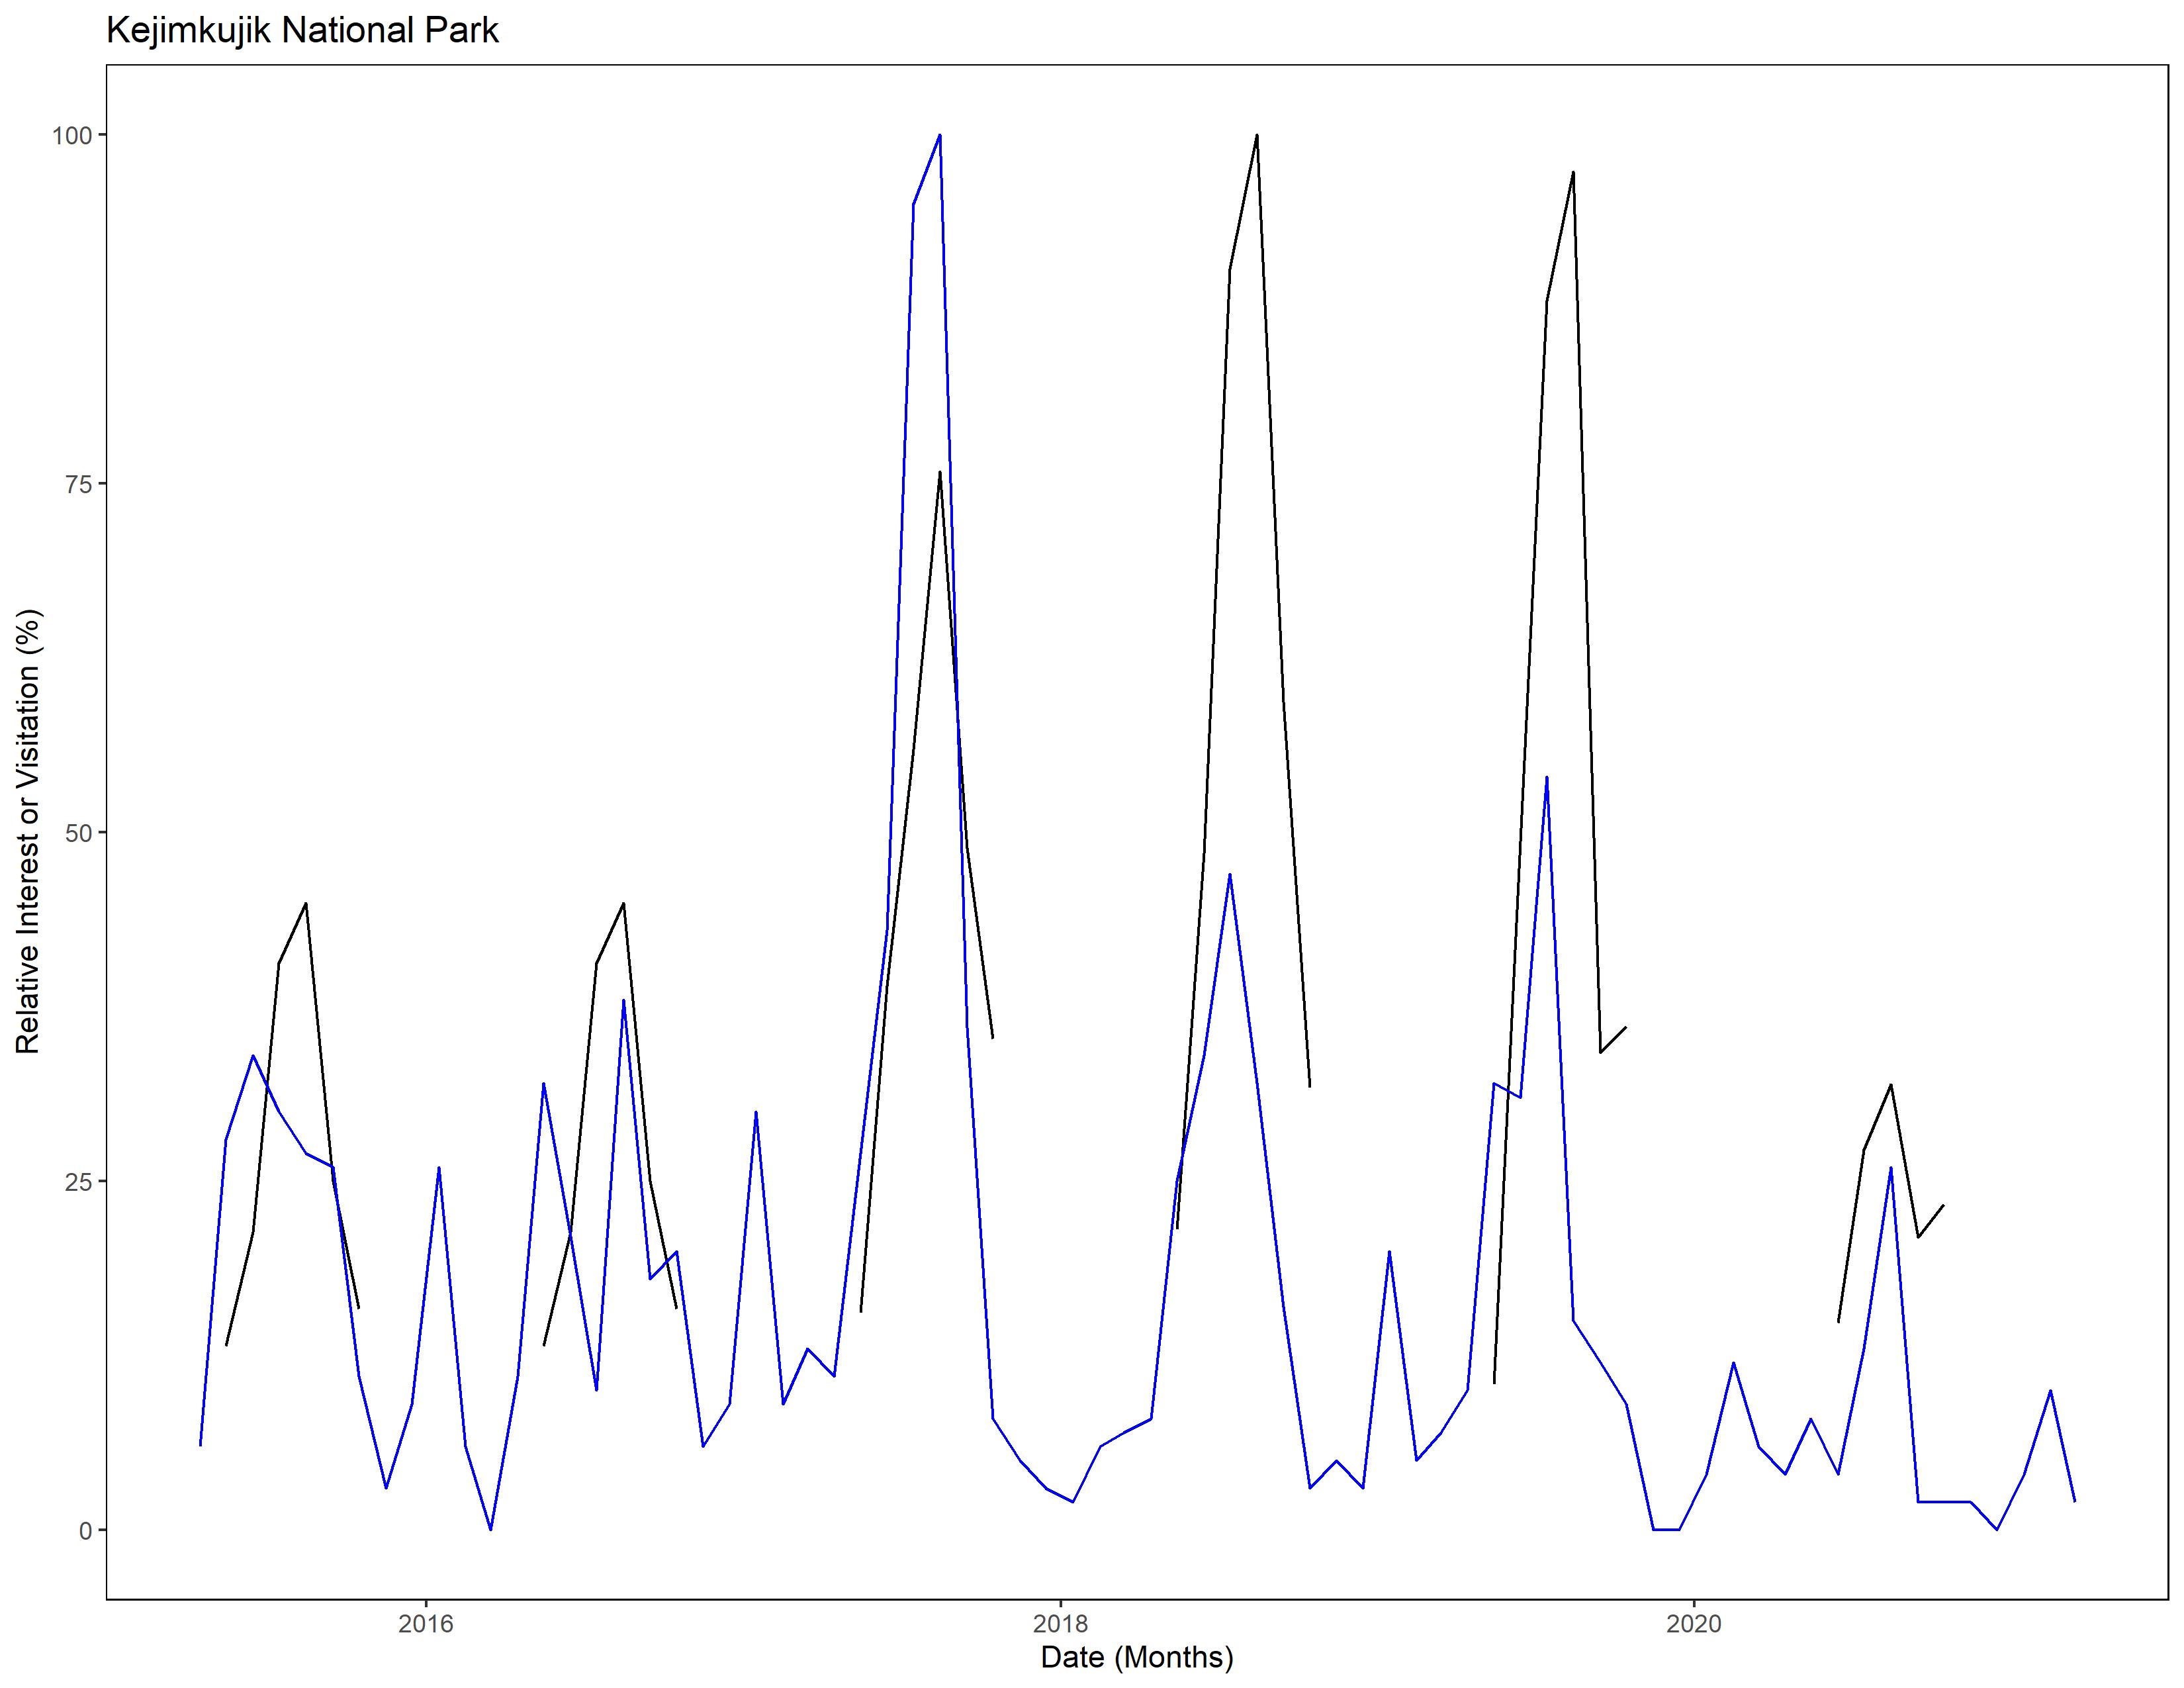 Kejimkujik National Park
100
75
50
25
0
Relative Interest or Visitation (%)
2016
2018
2020
Date (Months)